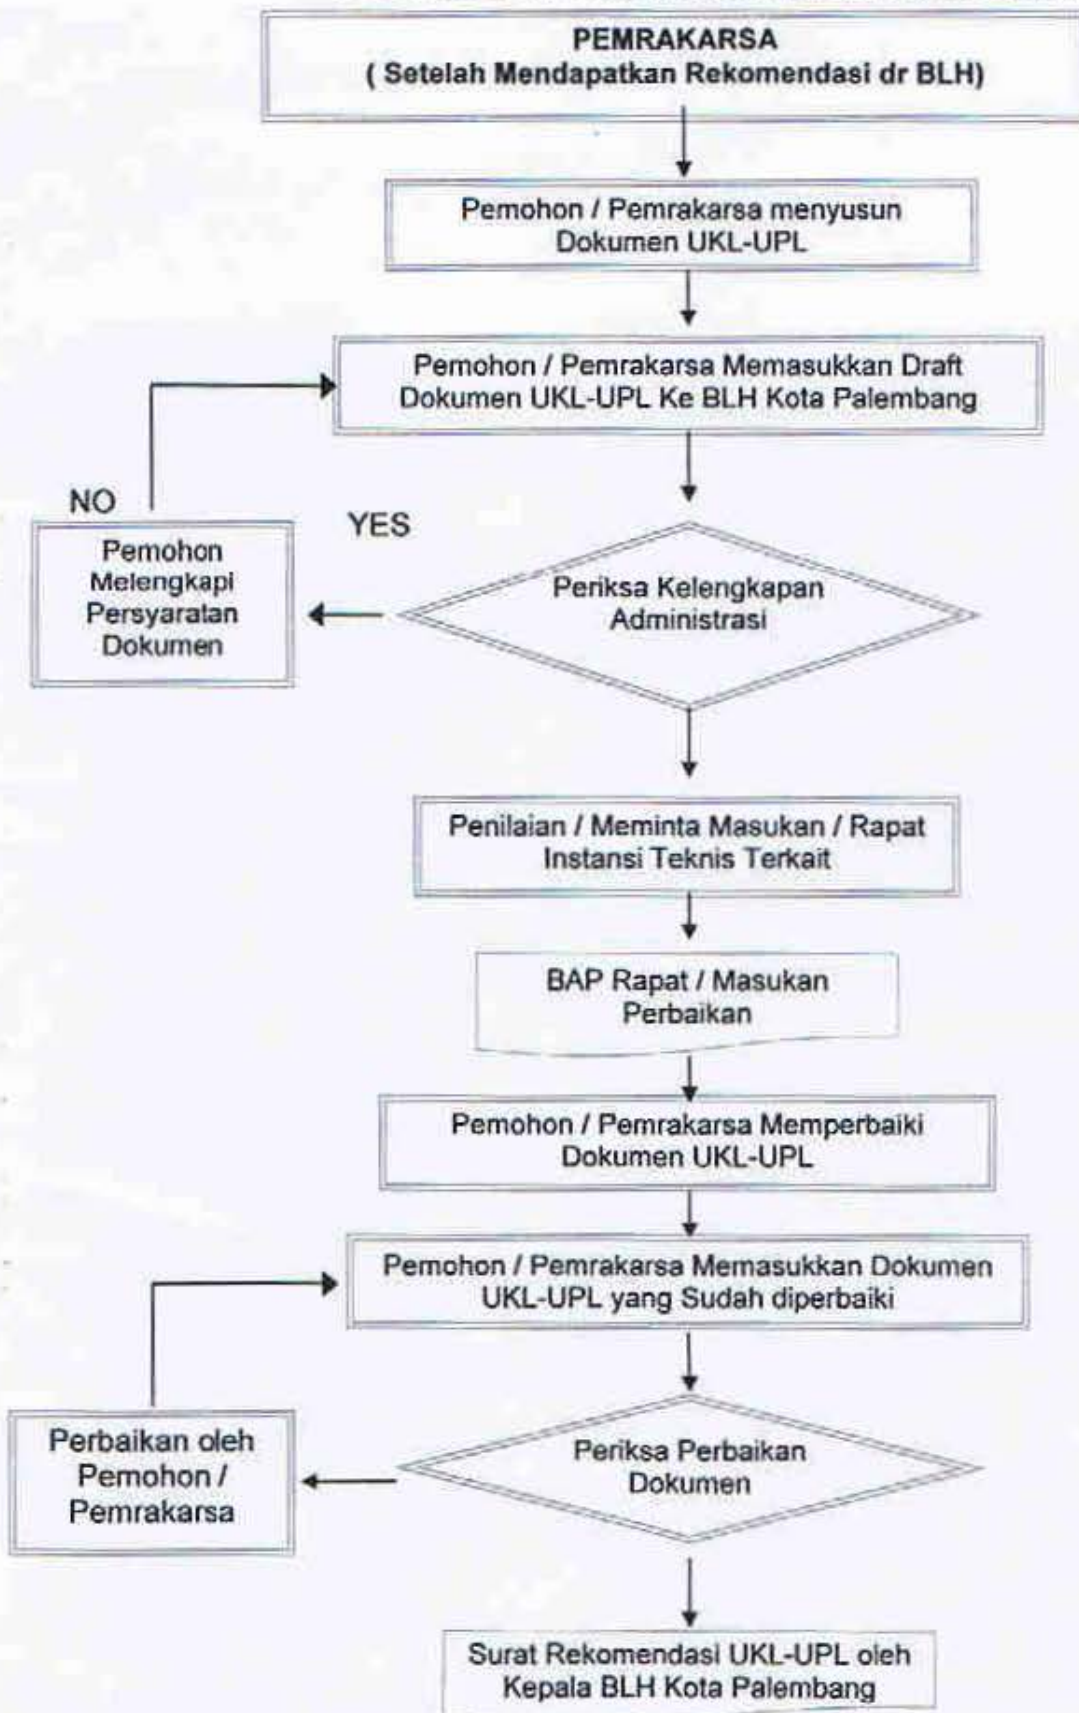 PEMRAKARSA
( Setelah Mendapatkan Rekomendasi dr BLH)
Pemohon / Pemrakarsa menyusun
Dokumen UKL-UPL
Pemohon / Pemrakarsa Memasukkan Draft
Dokumen UKL-UPL Ke BLH Kota Palembang
NO
YES
Pemohon
Melengkapi
Persyaratan
Dokumen
Periksa Kelengkapan
Administrasi
Penilaian / Meminta Masukan / Rapat
Instansi Teknis Terkait
BAP Rapat / Masukan
Perbaikan
Pemohon / Pemrakarsa Memperbaiki
Dokumen UKL-UPL
Pemohon / Pemrakarsa Memasukkan Dokumen
UKL-UPL yang Sudah diperbaiki
Perbaikan oleh
Pemohon /
Pemrakarsa
Periksa Perbaikan
Dokumen
Surat Rekomendasi UKL-UPL oleh
Kepala BLH Kota Palembang